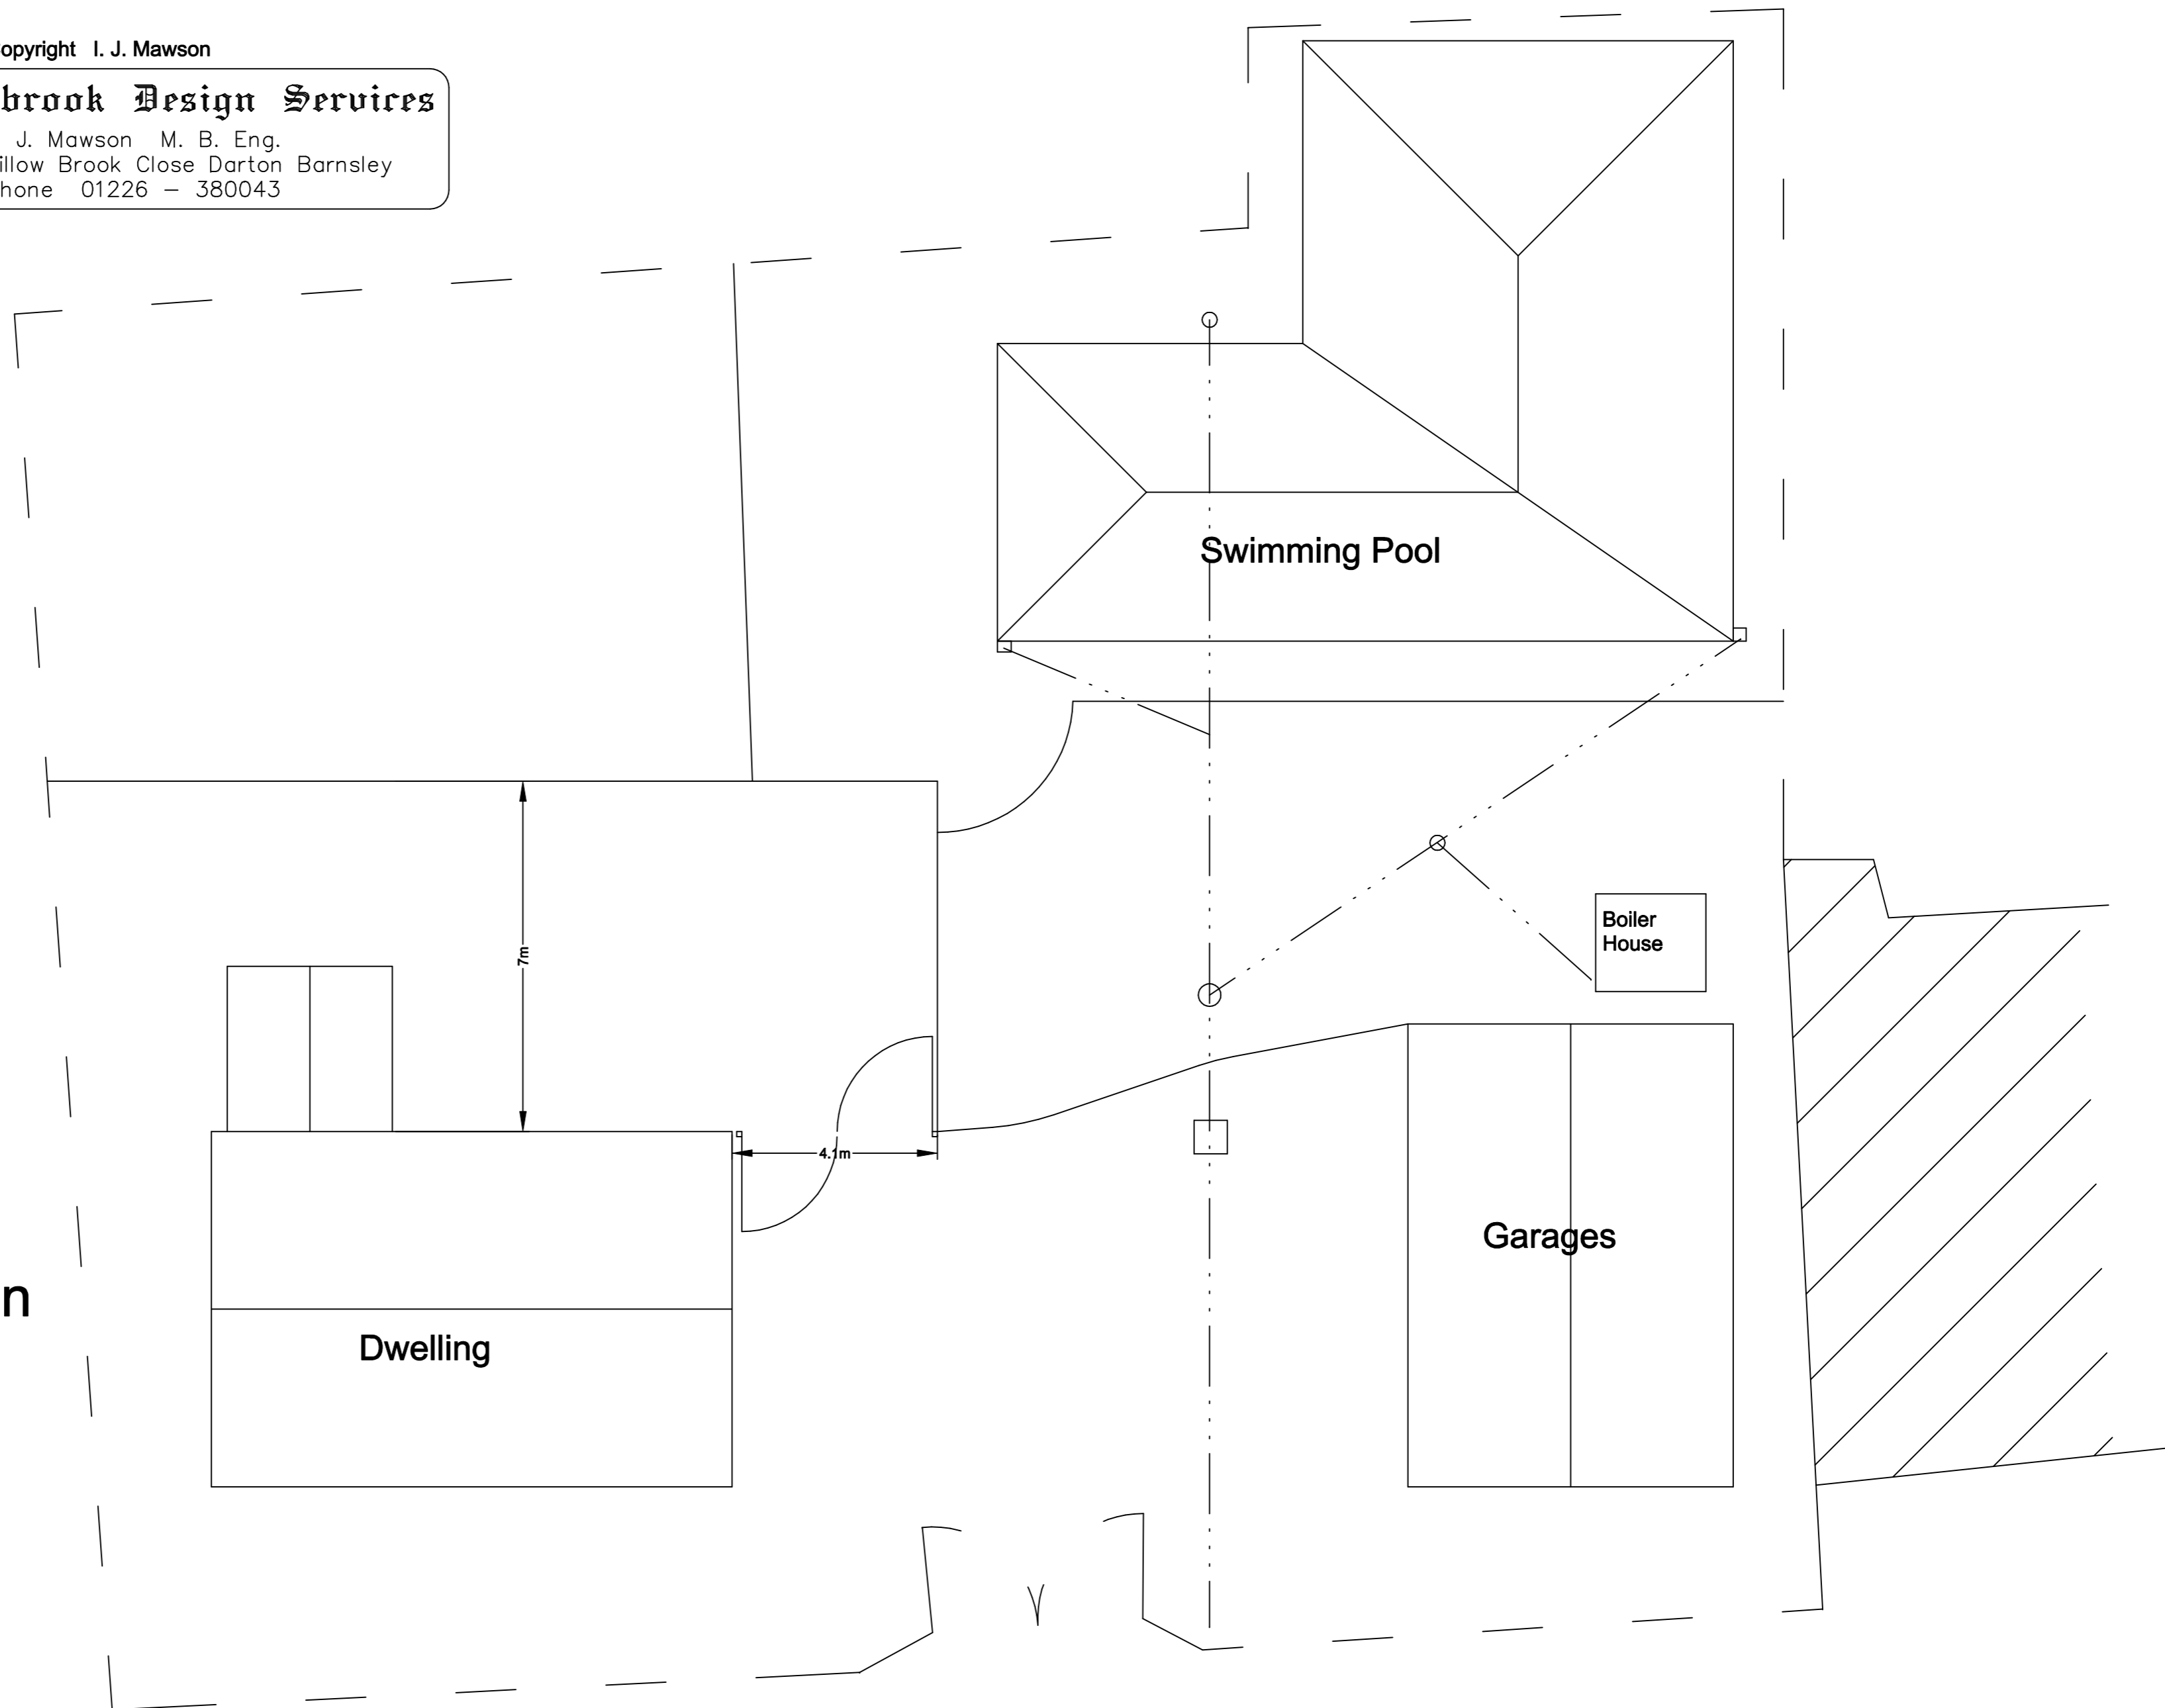 opyright I. J. Mawson
brook Design Services
J. Mawson M. B. Eng.
illow Brook Close Darton Barnsley
hone 01226 - 380043
Swimming Pool
7m
Boiler
House
4.1m
Garages
n
Dwelling